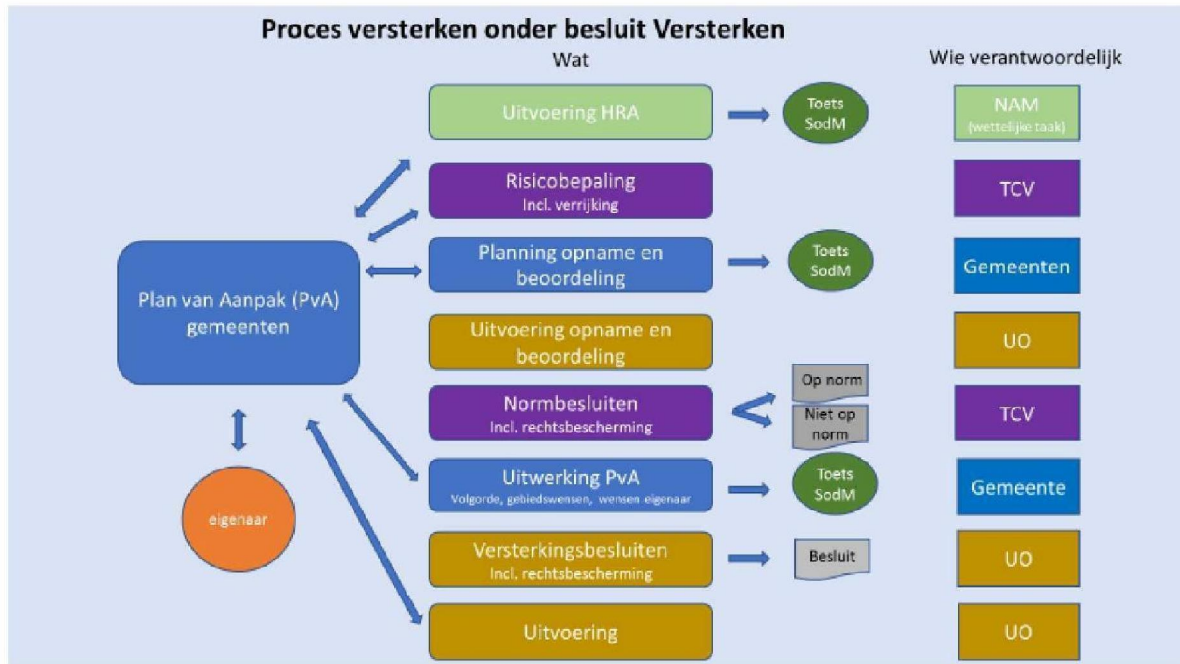 Proces versterken onder besluit Versterken
Wat
Wie verantwoordelijk
Uitvoering HRA
Toets
SodM
NAM
(wettelijke taak)
Risicobepaling
Incl. verrijking
TCV
Planning opname en
beoordeling
Toets
SodM
Gemeenten
Plan van Aanpak (PvA)
gemeenten
Uitvoering opname en
beoordeling
UO
Normbesluiten
Incl. rechtsbescherming
Op norm
Niet op
norm
TCV
Uitwerking PvA
Volgorde, gebiedswensen, wensen eigenaar
Toets
SodM
Gemeente
eigenaar
Versterkingsbesluiten
Incl. rechtsbescherming
Besluit
UO
Uitvoering
UO